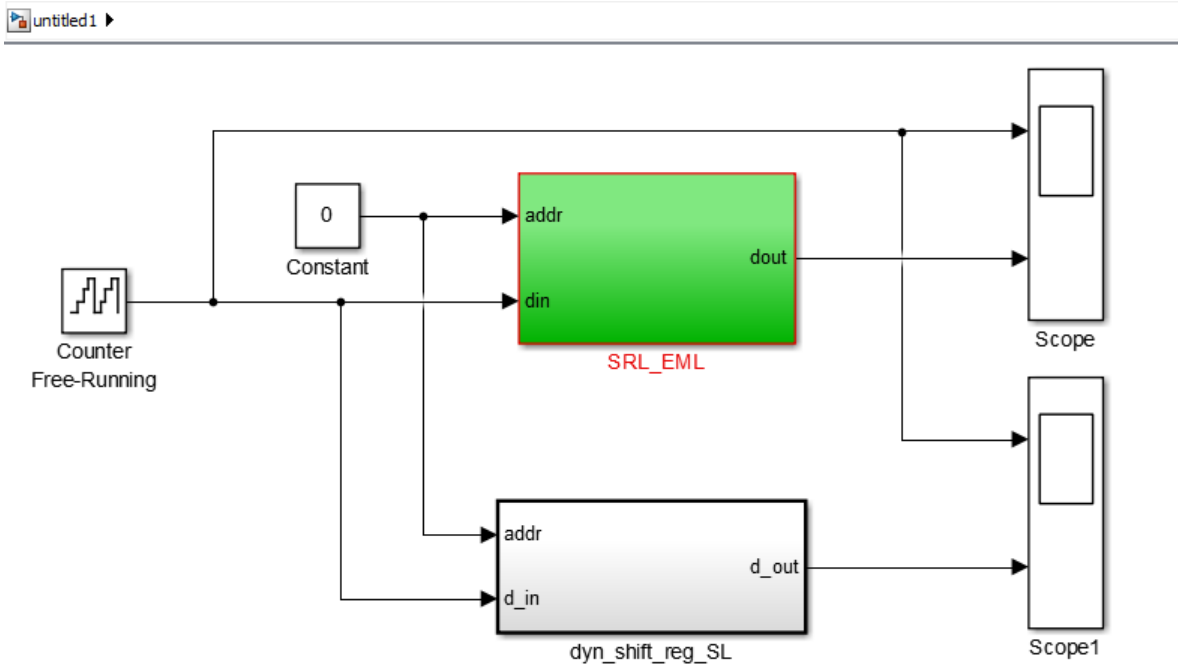 untitled1
0
Constant
Counter
Free-Running
addr
din
dout
SRL_EML
Scope
addr
d_in
d_out
dyn_shift_reg_SL
Scope1